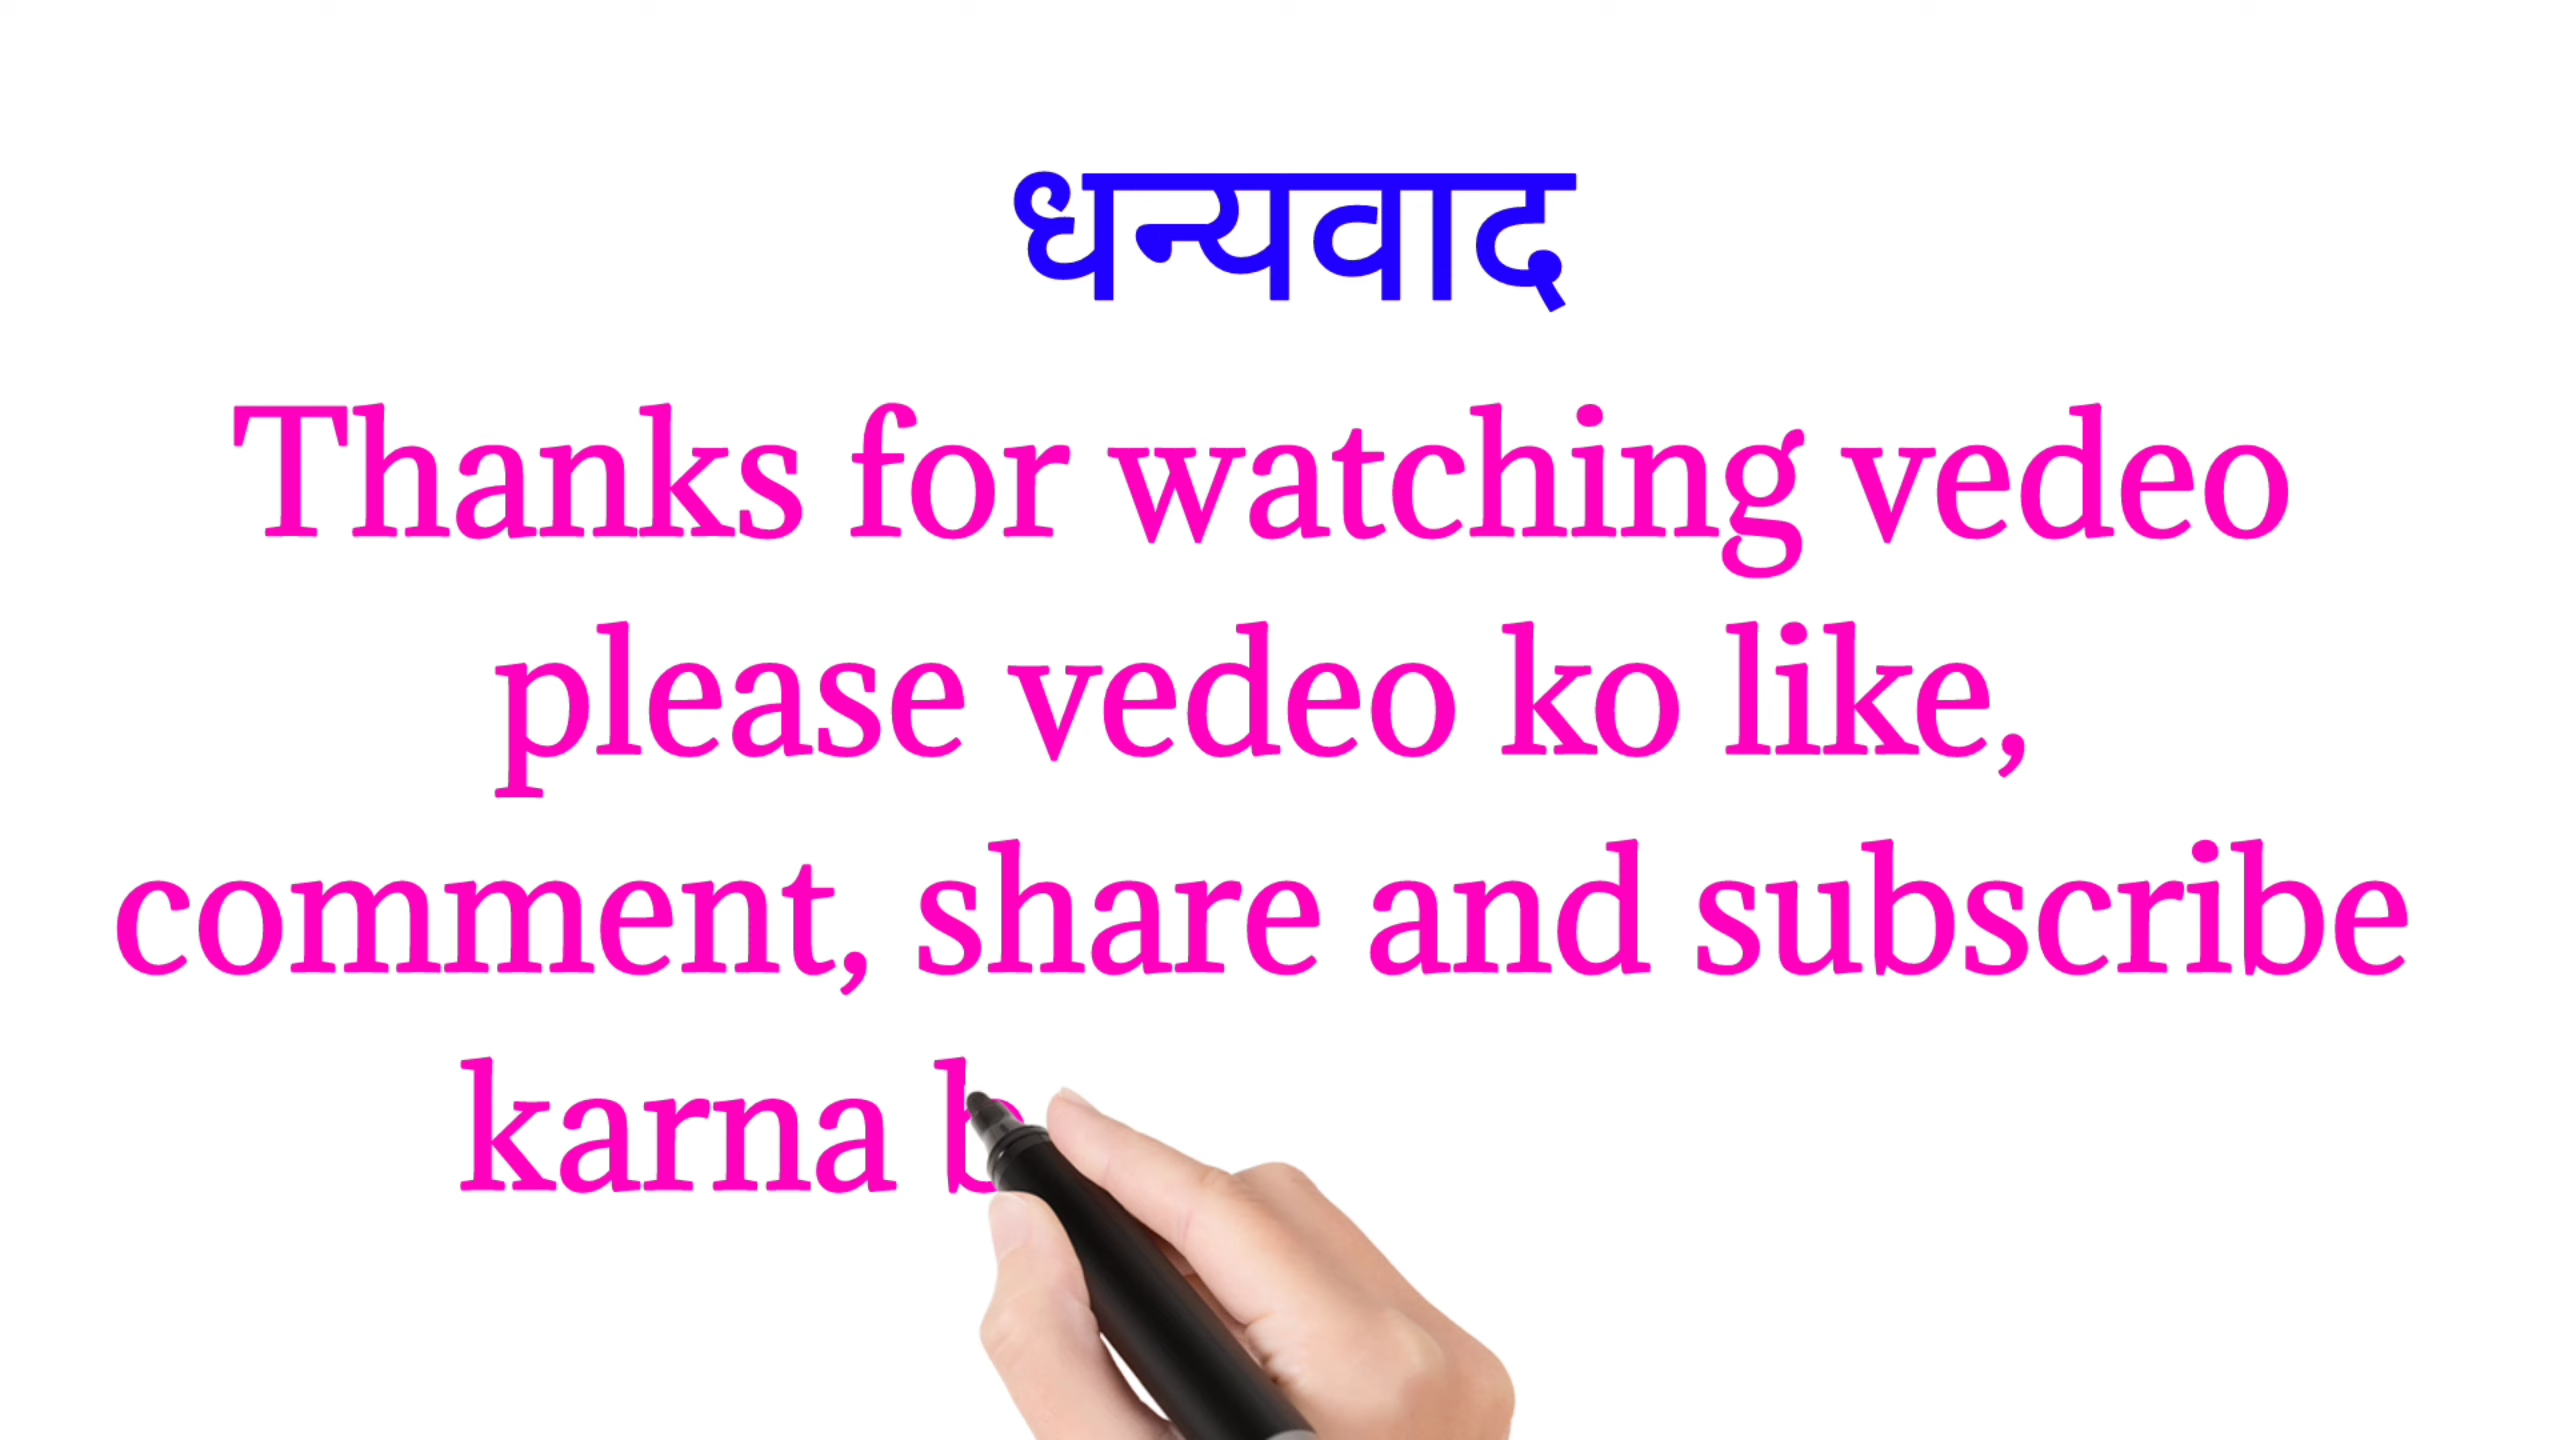 धन्यवाद
Thanks for watching vedeo
please vedeo ko like,
comment, share and subscribe
karna